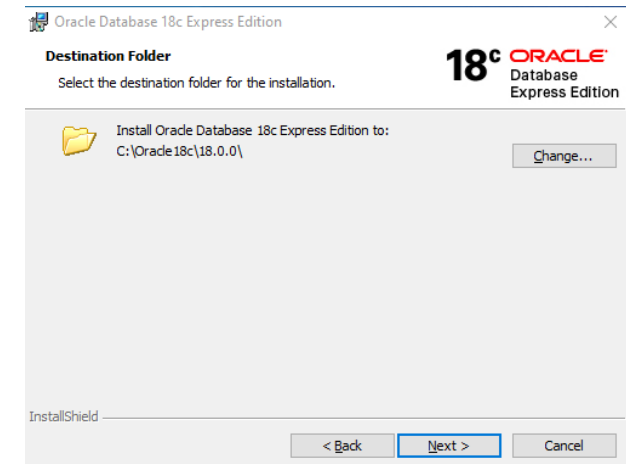 Oracle Database 18c Express Edition
Destination Folder
Select the destination folder for the installation.
18c ORACLE
Database
Express Edition
Install Oracle Database 18c Express Edition to:
C:\Oracle18c\18.0.0\
Change...
InstallShield
< Back
Next >
Cancel